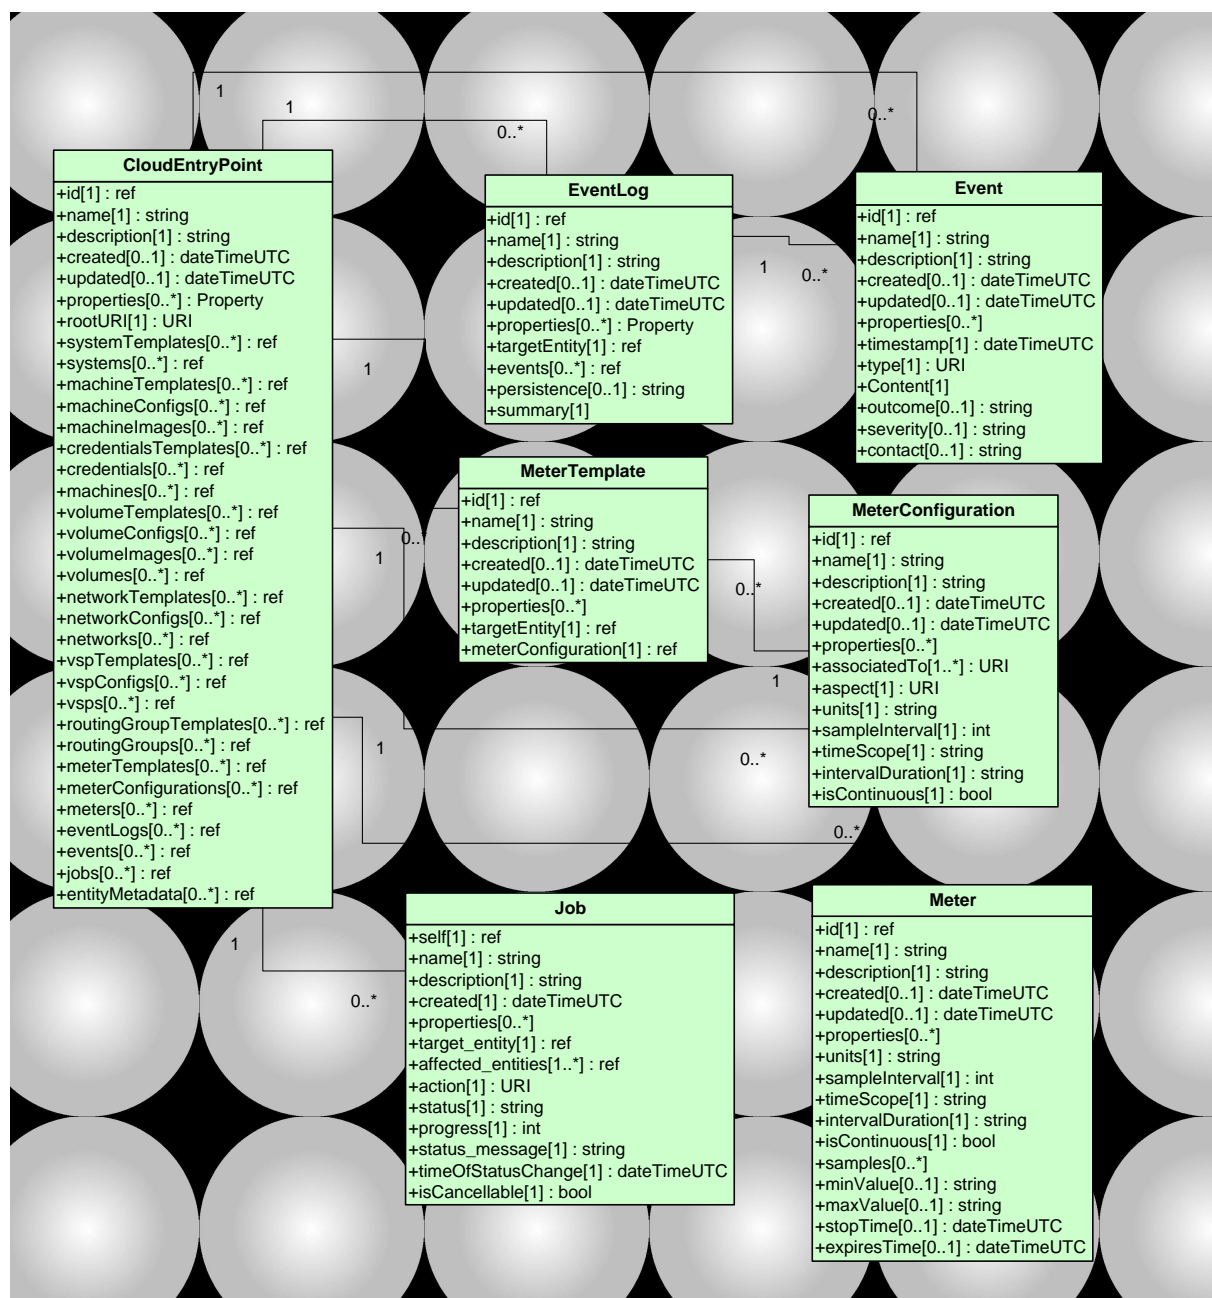 1
1
0..*
0..*
CloudEntryPoint
+id[1] : ref
+name[1] : string
+description[1] : string
+created[0..1] : dateTimeUTC
+updated[0..1] : dateTimeUTC
+properties[0..*] : Property
+rootURI[1] : URI
+systemTemplates[0..*] : ref
+systems[0..*] : ref
+machineTemplates[0..*] : ref
+machineConfigs[0..*] : ref
+machineImages[0..*] : ref
+credentialsTemplates[0..*] : ref
+credentials[0..*] : ref
+machines[0..*] : ref
+volumeTemplates[0..*] : ref
+volumeConfigs[0..*] : ref
+volumeImages[0..*] : ref
+volumes[0..*] : ref
+networkTemplates[0..*] : ref
+networkConfigs[0..*] : ref
+networks[0..*] : ref
+vspTemplates[0..*] : ref
+vspConfigs[0..*] : ref
+vsps[0..*] : ref
+routingGroupTemplates[0..*] : ref
+routingGroups[0..*] : ref
+meterTemplates[0..*] : ref
+meterConfigurations[0..*] : ref
+meters[0..*] : ref
+eventLogs[0..*] : ref
+events[0..*] : ref
+jobs[0..*] : ref
+entityMetadata[0..*] : ref
EventLog
+id[1] : ref
+name[1] : string
+description[1] : string
+created[0..1] : dateTimeUTC
+updated[0..1] : dateTimeUTC
+properties[0..*] : Property
+targetEntity[1] : ref
+events[0..*] : ref
+persistence[0..1] : string
+summary[1]
1
0..*
Event
+id[1] : ref
+name[1] : string
+description[1] : string
+created[0..1] : dateTimeUTC
+updated[0..1] : dateTimeUTC
+properties[0..*]
+timestamp[1] : dateTimeUTC
+type[1] : URI
+Content[1]
+outcome[0..1] : string
+severity[0..1] : string
+contact[0..1] : string
1
0..
1
MeterTemplate
+id[1] : ref
+name[1] : string
+description[1] : string
+created[0..1] : dateTimeUTC
+updated[0..1] : dateTimeUTC
+properties[0..*]
+targetEntity[1] : ref
+meterConfiguration[1] : ref
0..*
1
MeterConfiguration
+id[1] : ref
+name[1] : string
+description[1] : string
+created[0..1] : dateTimeUTC
+updated[0..1] : dateTimeUTC
+properties[0..*]
+associatedTo[1..*] : URI
+aspect[1] : URI
+units[1] : string
+sampleInterval[1] : int
+timeScope[1] : string
+intervalDuration[1] : string
+isContinuous[1] : bool
1
0..*
0..*
1
0..*
Job
+self[1] : ref
+name[1] : string
+description[1] : string
+created[1] : dateTimeUTC
+properties[0..*]
+target_entity[1] : ref
+affected_entities[1..*] : ref
+action[1] : URI
+status[1] : string
+progress[1] : int
+status_message[1] : string
+timeOfStatusChange[1] : dateTimeUTC
+isCancellable[1] : bool
Meter
+id[1] : ref
+name[1] : string
+description[1] : string
+created[0..1] : dateTimeUTC
+updated[0..1] : dateTimeUTC
+properties[0..*]
+units[1] : string
+sampleInterval[1] : int
+timeScope[1] : string
+intervalDuration[1] : string
+isContinuous[1] : bool
+samples[0..*]
+minValue[0..1] : string
+maxValue[0..1] : string
+stopTime[0..1] : dateTimeUTC
+expiresTime[0..1] : dateTimeUTC